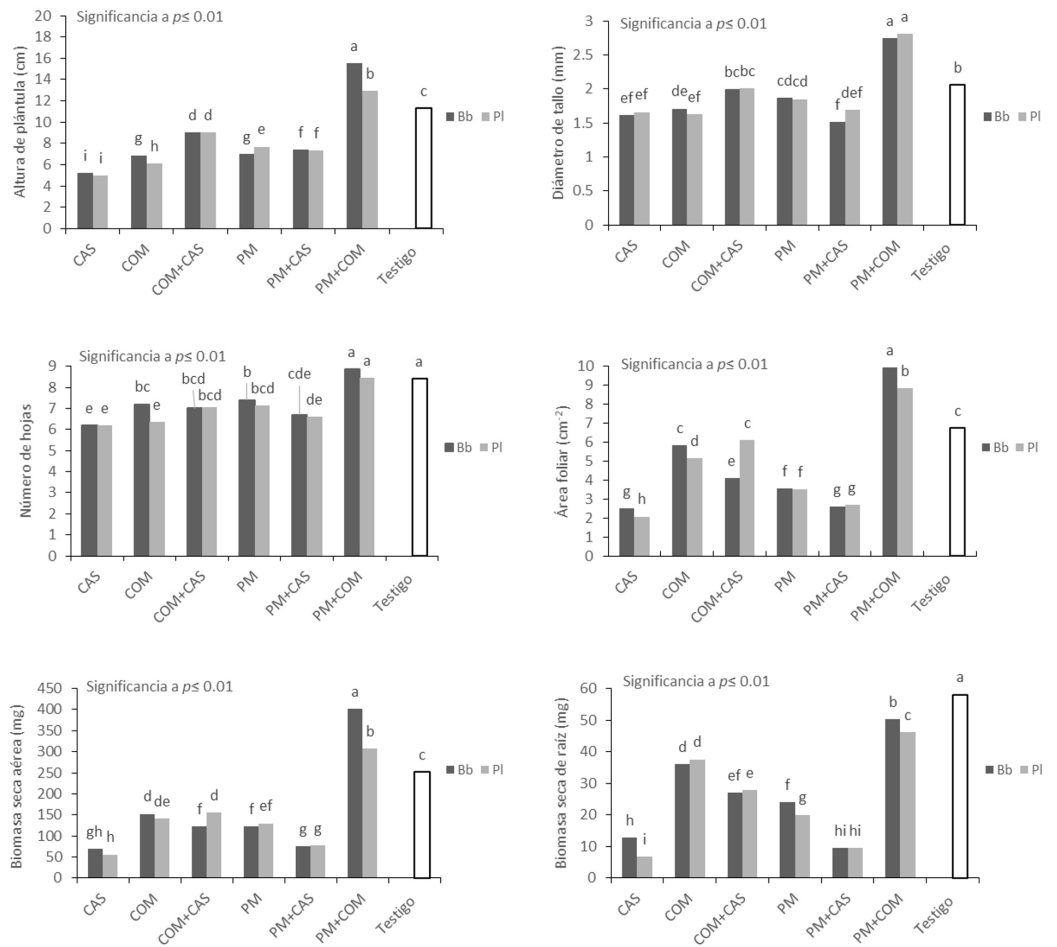 Significancia a p≤ 0.01
Altura de plántula (cm)
20
18
16
14
12
10
8
6
4
2
0
i i g h d d g e f f a b c
CAS COM COM+CAS PM PM+CAS PM+COM Testigo
Bb Pl
Significancia a p≤ 0.01
Diámetro de tallo (mm)
3
2.5
2
1.5
1
0.5
0
ef ef de ef bc bc cd cd f def a a b
CAS COM COM+CAS PM PM+CAS PM+COM Testigo
Bb Pl
Significancia a p≤ 0.01
Número de hojas
9
8
7
6
5
4
3
2
1
0
e e bc e bcd bcd b bcd cde de a a a
CAS COM COM+CAS PM PM+CAS PM+COM Testigo
Bb Pl
Significancia a p≤ 0.01
Área foliar (cm⁻²)
10
9
8
7
6
5
4
3
2
1
0
g h c d e c f f g g a b c
CAS COM COM+CAS PM PM+CAS PM+COM Testigo
Bb Pl
Significancia a p≤ 0.01
Biomasa seca aérea (mg)
450
400
350
300
250
200
150
100
50
0
gh h d de f d f ef g g a b c
CAS COM COM+CAS PM PM+CAS PM+COM Testigo
Bb Pl
Significancia a p≤ 0.01
Biomasa seca de raíz (mg)
60
50
40
30
20
10
0
h i d d ef e f g hi hi b c a
CAS COM COM+CAS PM PM+CAS PM+COM Testigo
Bb Pl